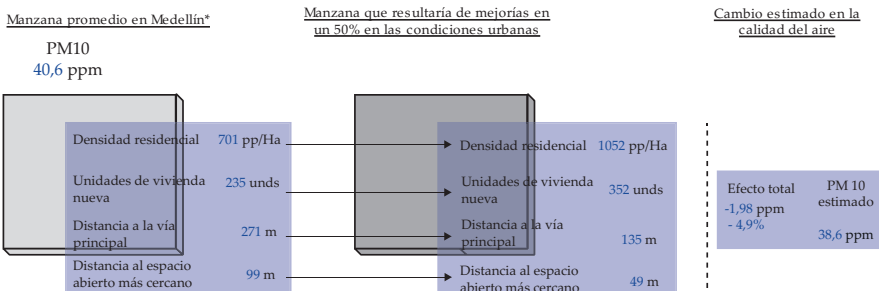 Manzana promedio en Medellín*
PM10
40,6 ppm
Manzana que resultaría de mejorías en
un 50% en las condiciones urbanas
Cambio estimado en la
calidad del aire
Densidad residencial 701 pp/Ha
Unidades de vivienda
nueva
235 unds
Distancia a la vía
principal
271 m
Distancia al espacio
abierto más cercano
99 m
Densidad residencial 1052 pp/Ha
Unidades de vivienda
nueva
352 unds
Distancia a la vía
principal
135 m
Distancia al espacio
abierto más cercano
49 m
Efecto total
-1,98 ppm
- 4,9%
PM 10
estimado
38,6 ppm